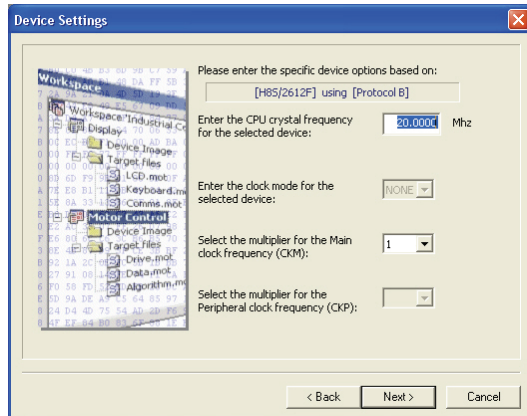 Device Settings
Please enter the specific device options based on:
[H8S/2612F] using [Protocol B]
Enter the CPU crystal frequency
for the selected device:
20.0000 Mhz
Enter the clock mode for the
selected device:
NONE
Select the multiplier for the Main
clock frequency (CKM):
1
Select the multiplier for the
Peripheral clock frequency (CKP):
Workspace
Workspace 'Industrial
Display
Device Image
Target files
LCD.mot
Keyboard.m
Comms.mot
Motor Control
Device Image
Target files
Drive.mot
Data.mot
Algorithm.m
< Back
Next >
Cancel